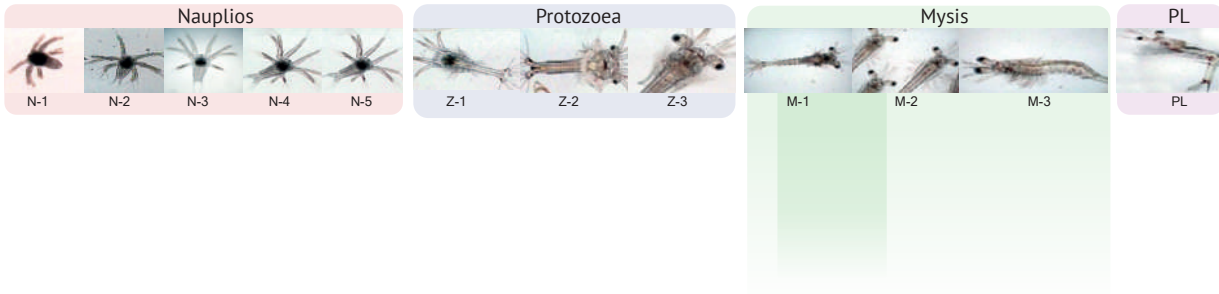 Nauplios Protozoea Mysis PL
N-1 N-2 N-3 N-4 N-5 Z-1 Z-2 Z-3 M-1 M-2 M-3 PL